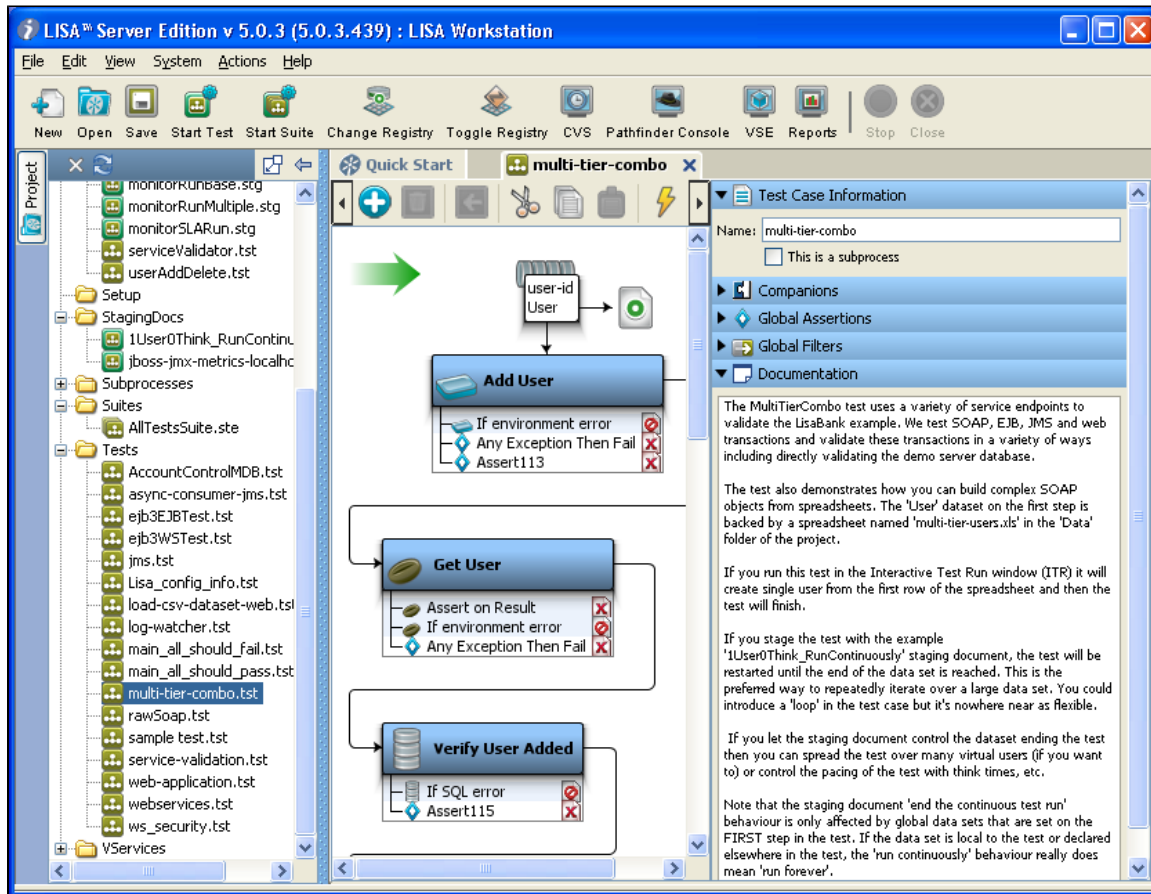 LISA™ Server Edition v 5.0.3 (5.0.3.439) : LISA Workstation
File Edit View System Actions Help
New Open Save Start Test Start Suite Change Registry Toggle Registry CVS Pathfinder Console VSE Reports Stop Close
Project
monitorRunBase.stg
monitorRunMultiple.stg
monitorSLARun.stg
serviceValidator.tst
userAddDelete.tst
Setup
StagingDocs
1User0Think_RunContinu
jboss-jmx-metrics-localhc
Subprocesses
Suites
AllTestsSuite.ste
Tests
AccountControlMDB.tst
async-consumer-jms.tst
ejb3EJBTest.tst
ejb3WSTest.tst
jms.tst
Lisa_config_info.tst
load-csv-dataset-web.tst
log-watcher.tst
main_all_should_fail.tst
main_all_should_pass.tst
multi-tier-combo.tst
rawSoap.tst
sample test.tst
service-validation.tst
web-application.tst
webservices.tst
ws_security.tst
VServices
Quick Start
multi-tier-combo
user-id
User
Add User
If environment error
Any Exception Then Fail
Assert113
Get User
Assert on Result
If environment error
Any Exception Then Fail
Verify User Added
If SQL error
Assert115
Test Case Information
Name: multi-tier-combo
This is a subprocess
Companions
Global Assertions
Global Filters
Documentation
The MultiTierCombo test uses a variety of service endpoints to
validate the LisaBank example. We test SOAP, EJB, JMS and web
transactions and validate these transactions in a variety of ways
including directly validating the demo server database.
The test also demonstrates how you can build complex SOAP
objects from spreadsheets. The 'User' dataset on the first step is
backed by a spreadsheet named 'multi-tier-users.xls' in the 'Data'
folder of the project.
If you run this test in the Interactive Test Run window (ITR) it will
create single user from the first row of the spreadsheet and then the
test will finish.
If you stage the test with the example
'1User0Think_RunContinuously' staging document, the test will be
restarted until the end of the data set is reached. This is the
preferred way to repeatedly iterate over a large data set. You could
introduce a 'loop' in the test case but it's nowhere near as flexible.
If you let the staging document control the dataset ending the test
then you can spread the test over many virtual users (if you want
to) or control the pacing of the test with think times, etc.
Note that the staging document 'end the continuous test run'
behaviour is only affected by global data sets that are set on the
FIRST step in the test. If the data set is local to the test or declared
elsewhere in the test, the 'run continuously' behaviour really does
mean 'run forever'.